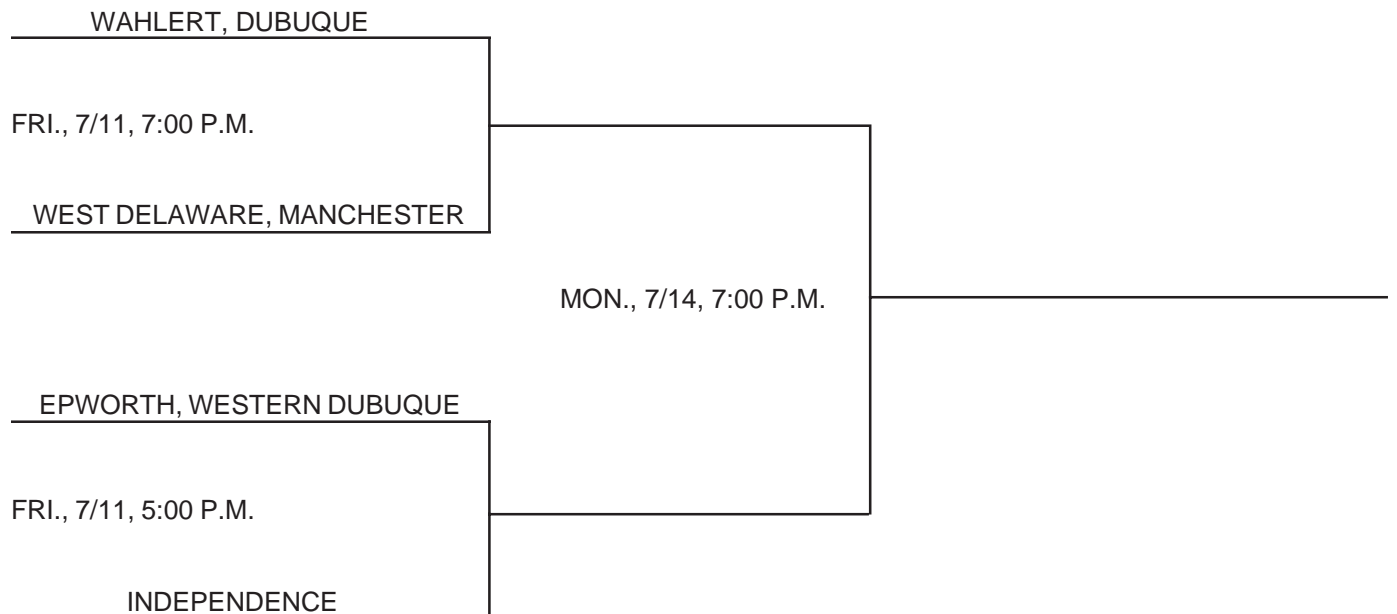 WAHLERT, DUBUQUE
FRI., 7/11, 7:00 P.M.
WEST DELAWARE, MANCHESTER
MON., 7/14, 7:00 P.M.
EPWORTH, WESTERN DUBUQUE
FRI., 7/11, 5:00 P.M.
INDEPENDENCE